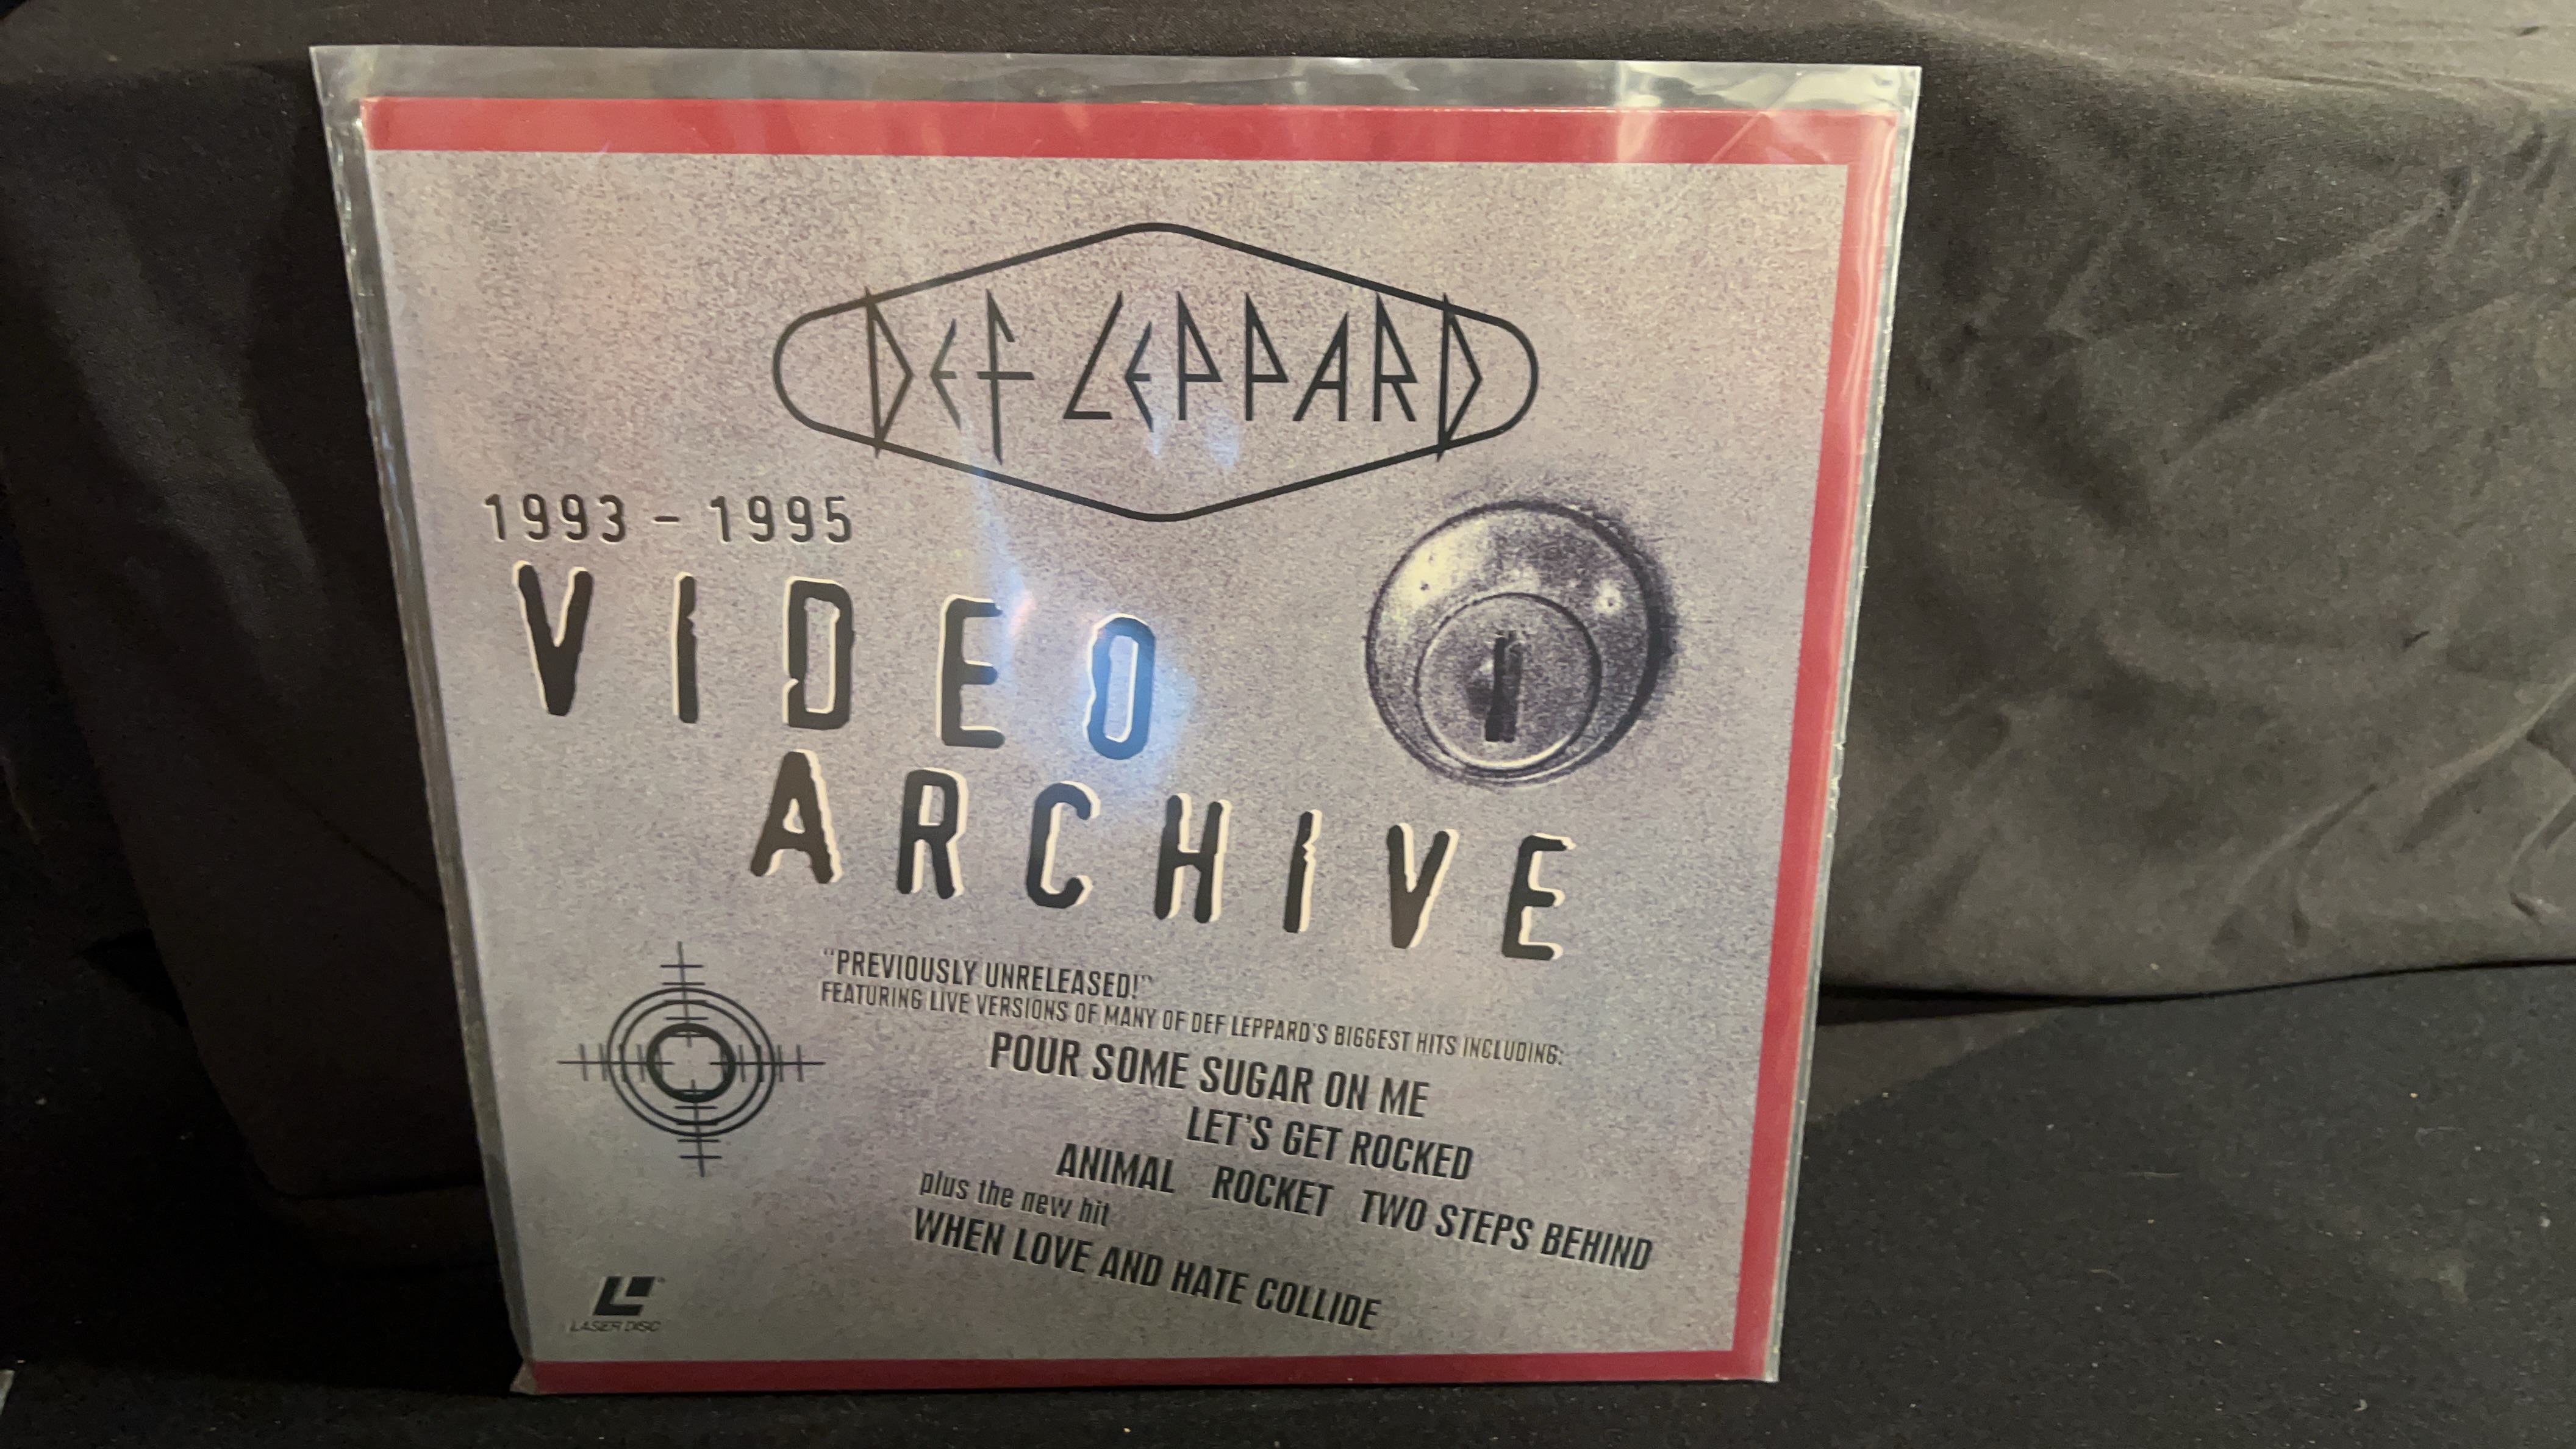 DEF LEPPARD
1993 - 1995
VIDEO
ARCHIVE
"PREVIOUSLY UNRELEASED!"
FEATURING LIVE VERSIONS OF MANY OF DEF LEPPARD'S BIGGEST HITS INCLUDING:
POUR SOME SUGAR ON ME
LET'S GET ROCKED
ANIMAL ROCKET TWO STEPS BEHIND
plus the new hit
WHEN LOVE AND HATE COLLIDE
LASER DISC